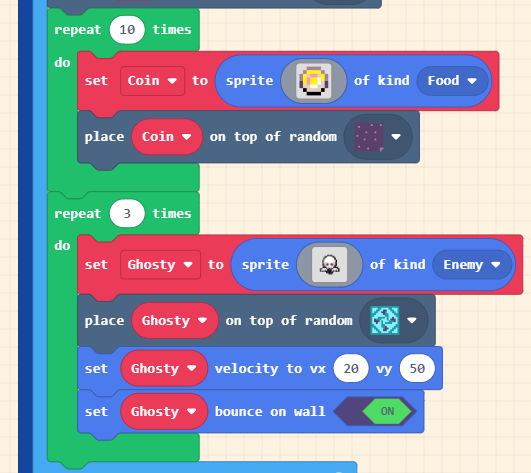 repeat 10 times
do
set Coin to sprite of kind Food
place Coin on top of random
repeat 3 times
do
set Ghosty to sprite of kind Enemy
place Ghosty on top of random
set Ghosty velocity to vx 20 vy 50
set Ghosty bounce on wall ON